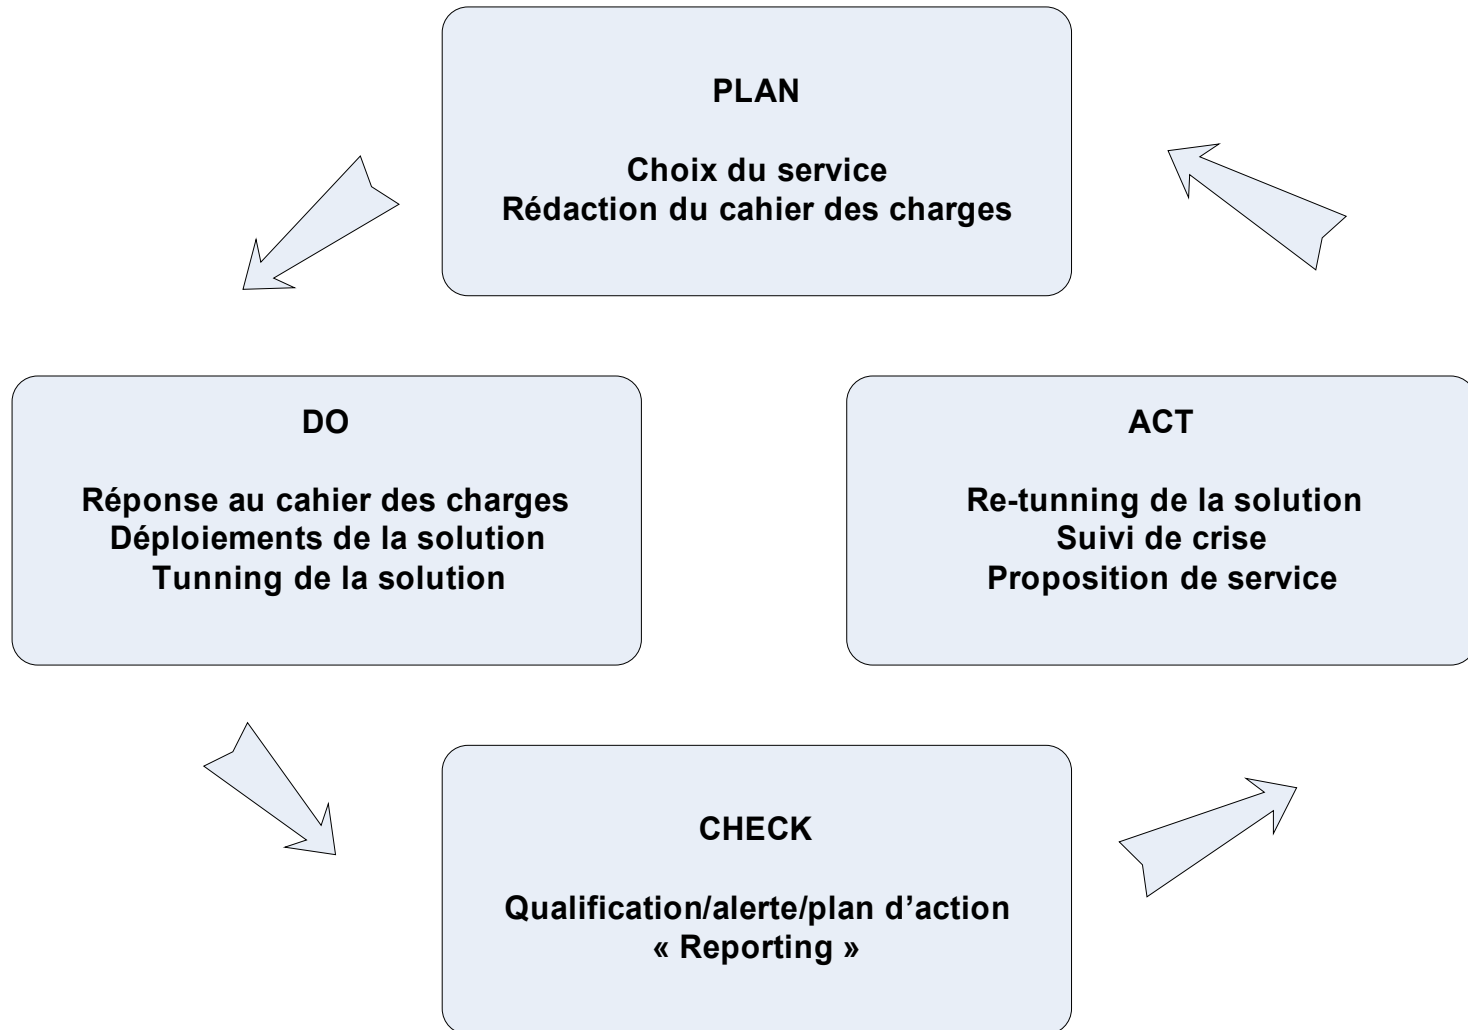 PLAN
Choix du service
Rédaction du cahier des charges
DO
Réponse au cahier des charges
Déploiements de la solution
Tunning de la solution
ACT
Re-tunning de la solution
Suivi de crise
Proposition de service
CHECK
Qualification/alerte/plan d’action
« Reporting »